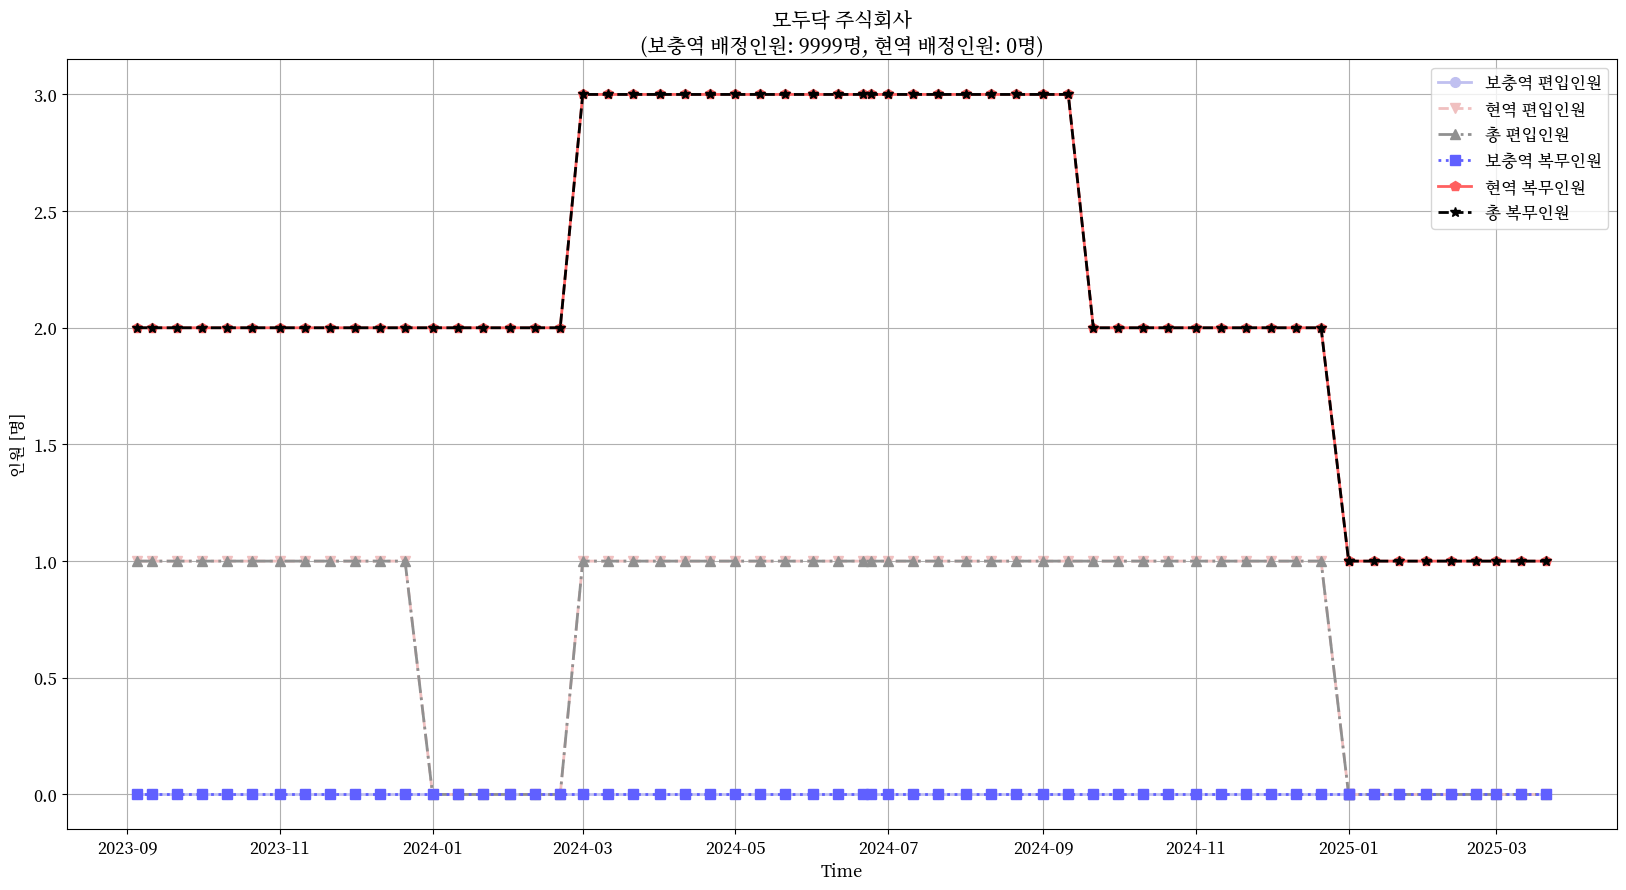 모두닥 주식회사
(보충역 배정인원: 9999명, 현역 배정인원: 0명)
보충역 편입인원
현역 편입인원
총 편입인원
보충역 복무인원
현역 복무인원
총 복무인원
인원 [명]
3.0
2.5
2.0
1.5
1.0
0.5
0.0
2023-09
2023-11
2024-01
2024-03
2024-05
2024-07
2024-09
2024-11
2025-01
2025-03
Time